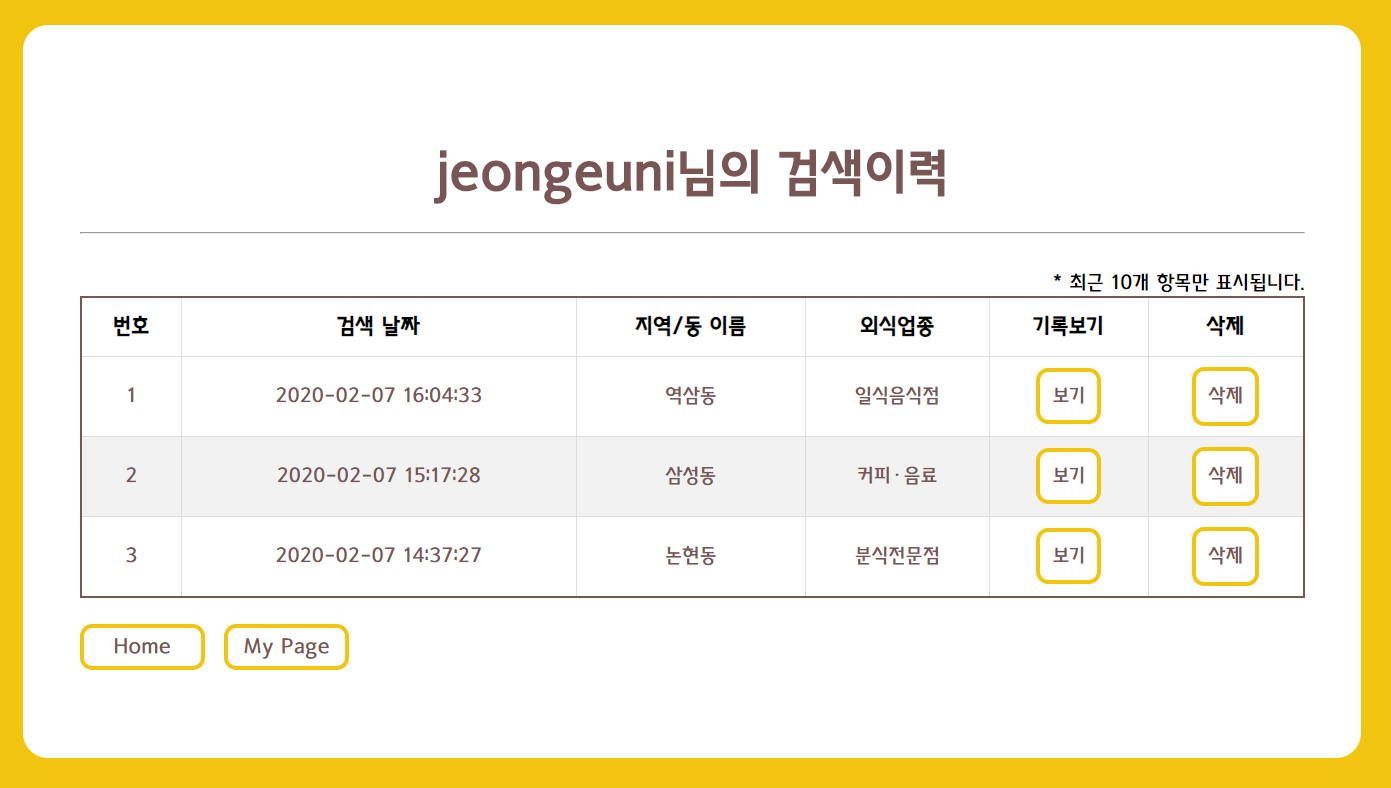 jeongeuni님의 검색이력
* 최근 10개 항목만 표시됩니다.
번호 검색 날짜 지역/동 이름 외식업종 기록보기 삭제
1 2020-02-07 16:04:33 역삼동 일식음식점 보기 삭제
2 2020-02-07 15:17:28 삼성동 커피·음료 보기 삭제
3 2020-02-07 14:37:27 논현동 분식전문점 보기 삭제
Home My Page